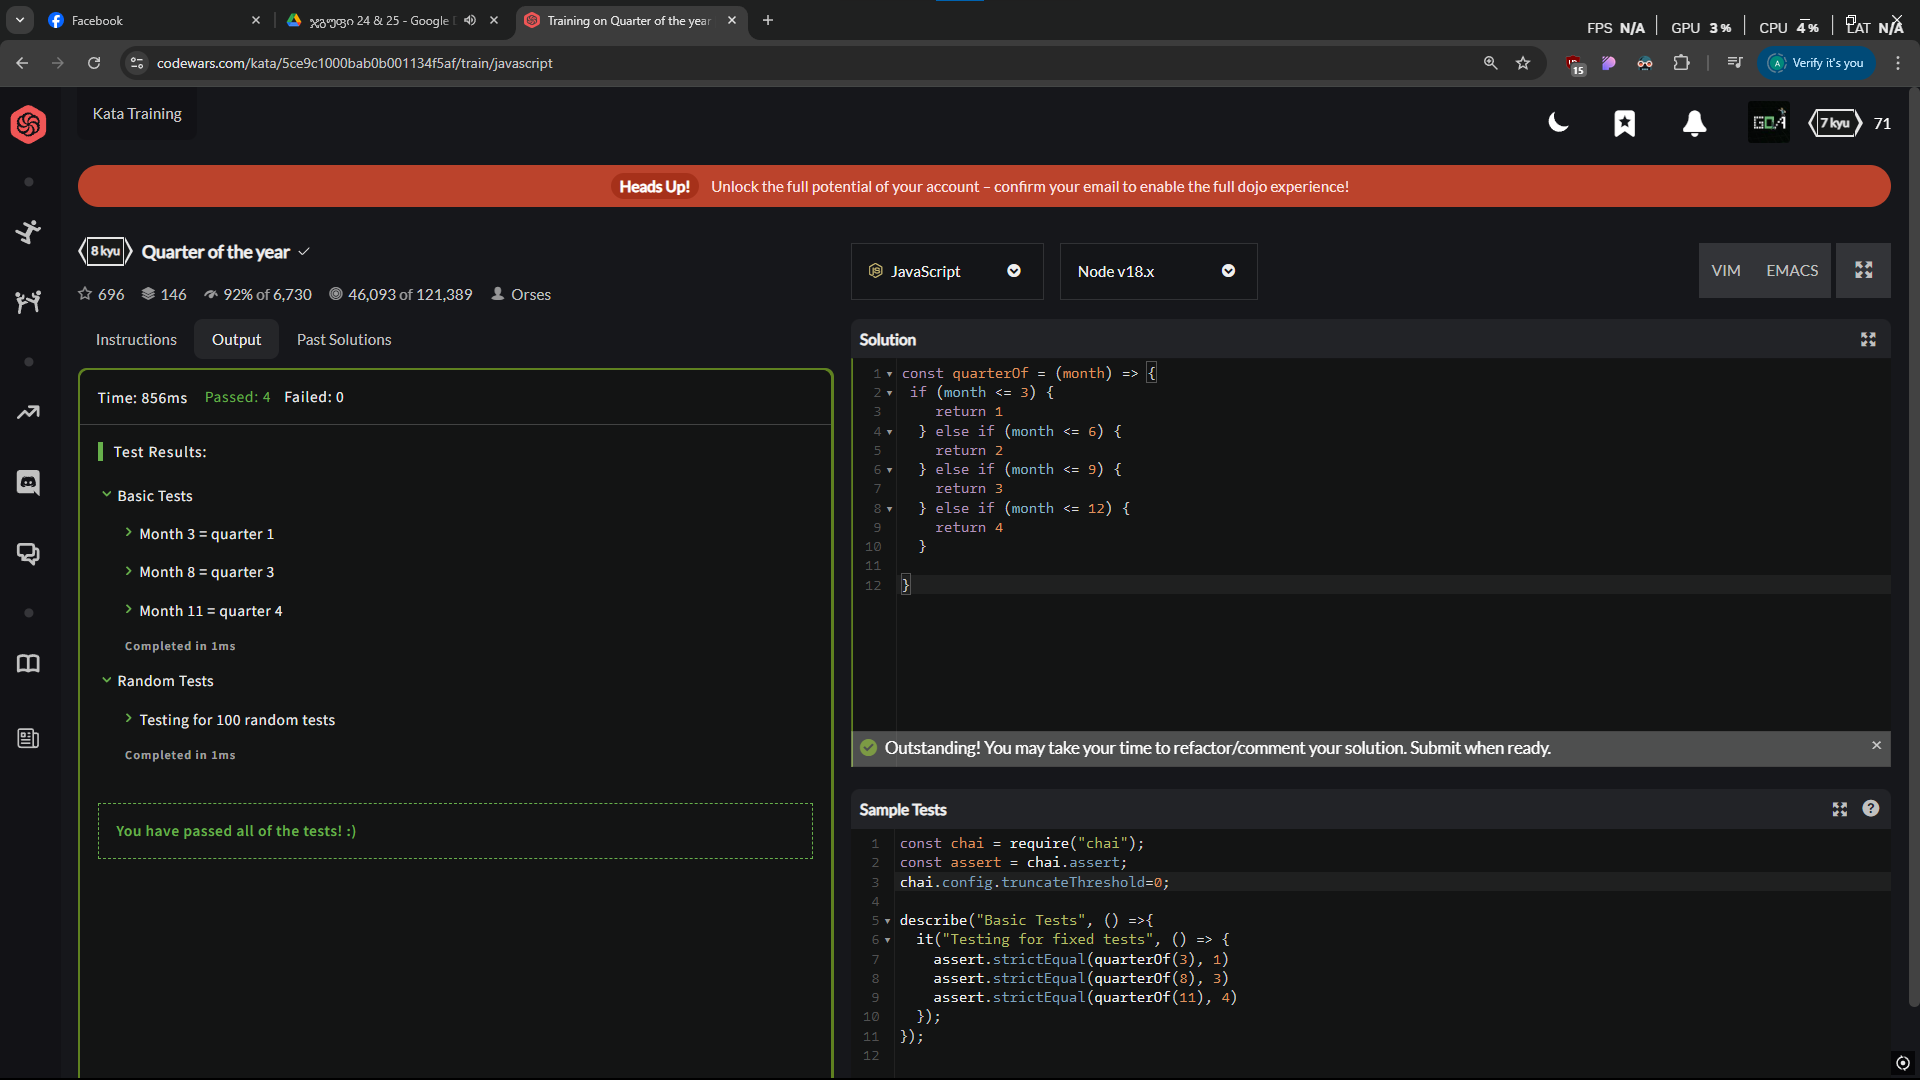 Facebook
ჯგუფი 24 & 25 - Google D
Training on Quarter of the year
FPS N/A GPU 3 % CPU 4 % LAT N/A
codewars.com/kata/5ce9c1000bab0b001134f5af/train/javascript
15
Verify it's you
Kata Training
GOA
7 kyu 71
Heads Up! Unlock the full potential of your account – confirm your email to enable the full dojo experience!
8 kyu Quarter of the year
696 146 92% of 6,730 46,093 of 121,389 Orses
JavaScript
Node v18.x
VIM EMACS
Instructions Output Past Solutions
Time: 856ms Passed: 4 Failed: 0
Test Results:
Basic Tests
Month 3 = quarter 1
Month 8 = quarter 3
Month 11 = quarter 4
Completed in 1ms
Random Tests
Testing for 100 random tests
Completed in 1ms
You have passed all of the tests! :)
Solution
1 const quarterOf = (month) => {
2 if (month <= 3) {
3 return 1
4 } else if (month <= 6) {
5 return 2
6 } else if (month <= 9) {
7 return 3
8 } else if (month <= 12) {
9 return 4
10 }
11
12 }
Outstanding! You may take your time to refactor/comment your solution. Submit when ready.
Sample Tests
1 const chai = require("chai");
2 const assert = chai.assert;
3 chai.config.truncateThreshold=0;
4
5 describe("Basic Tests", () =>{
6 it("Testing for fixed tests", () => {
7 assert.strictEqual(quarterOf(3), 1)
8 assert.strictEqual(quarterOf(8), 3)
9 assert.strictEqual(quarterOf(11), 4)
10 });
11 });
12